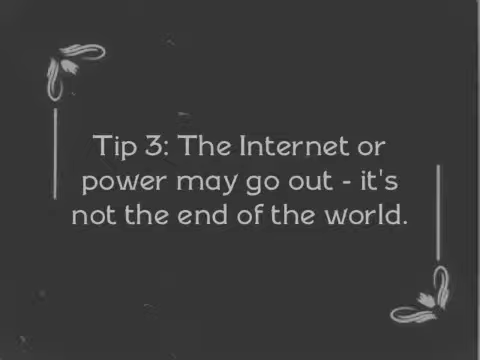 Tip 3: The Internet or
power may go out - it's
not the end of the world.